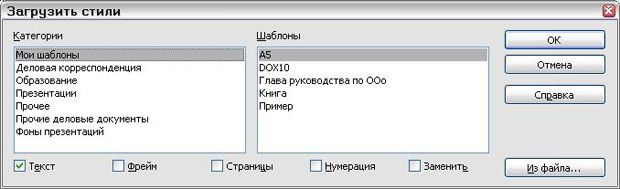 Загрузить стили
Категории
Мои шаблоны
Деловая корреспонденция
Образование
Презентации
Прочее
Прочие деловые документы
Фоны презентаций
Шаблоны
A5
DOX10
Глава руководства по OOo
Книга
Пример
OK
Отмена
Справка
Текст
Фрейм
Страницы
Нумерация
Заменить
Из файла...